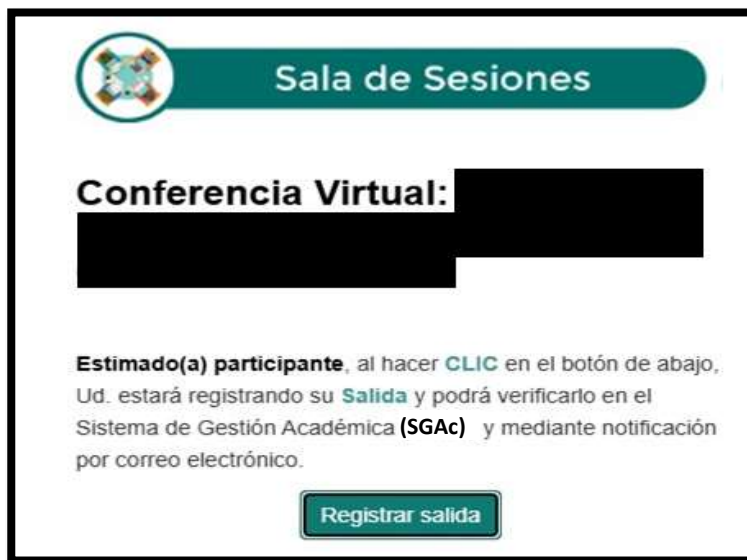 Sala de Sesiones
Conferencia Virtual:
Estimado(a) participante, al hacer CLIC en el botón de abajo,
Ud. estará registrando su Salida y podrá verificarlo en el
Sistema de Gestión Académica (SGAc) y mediante notificación
por correo electrónico.
Registrar salida